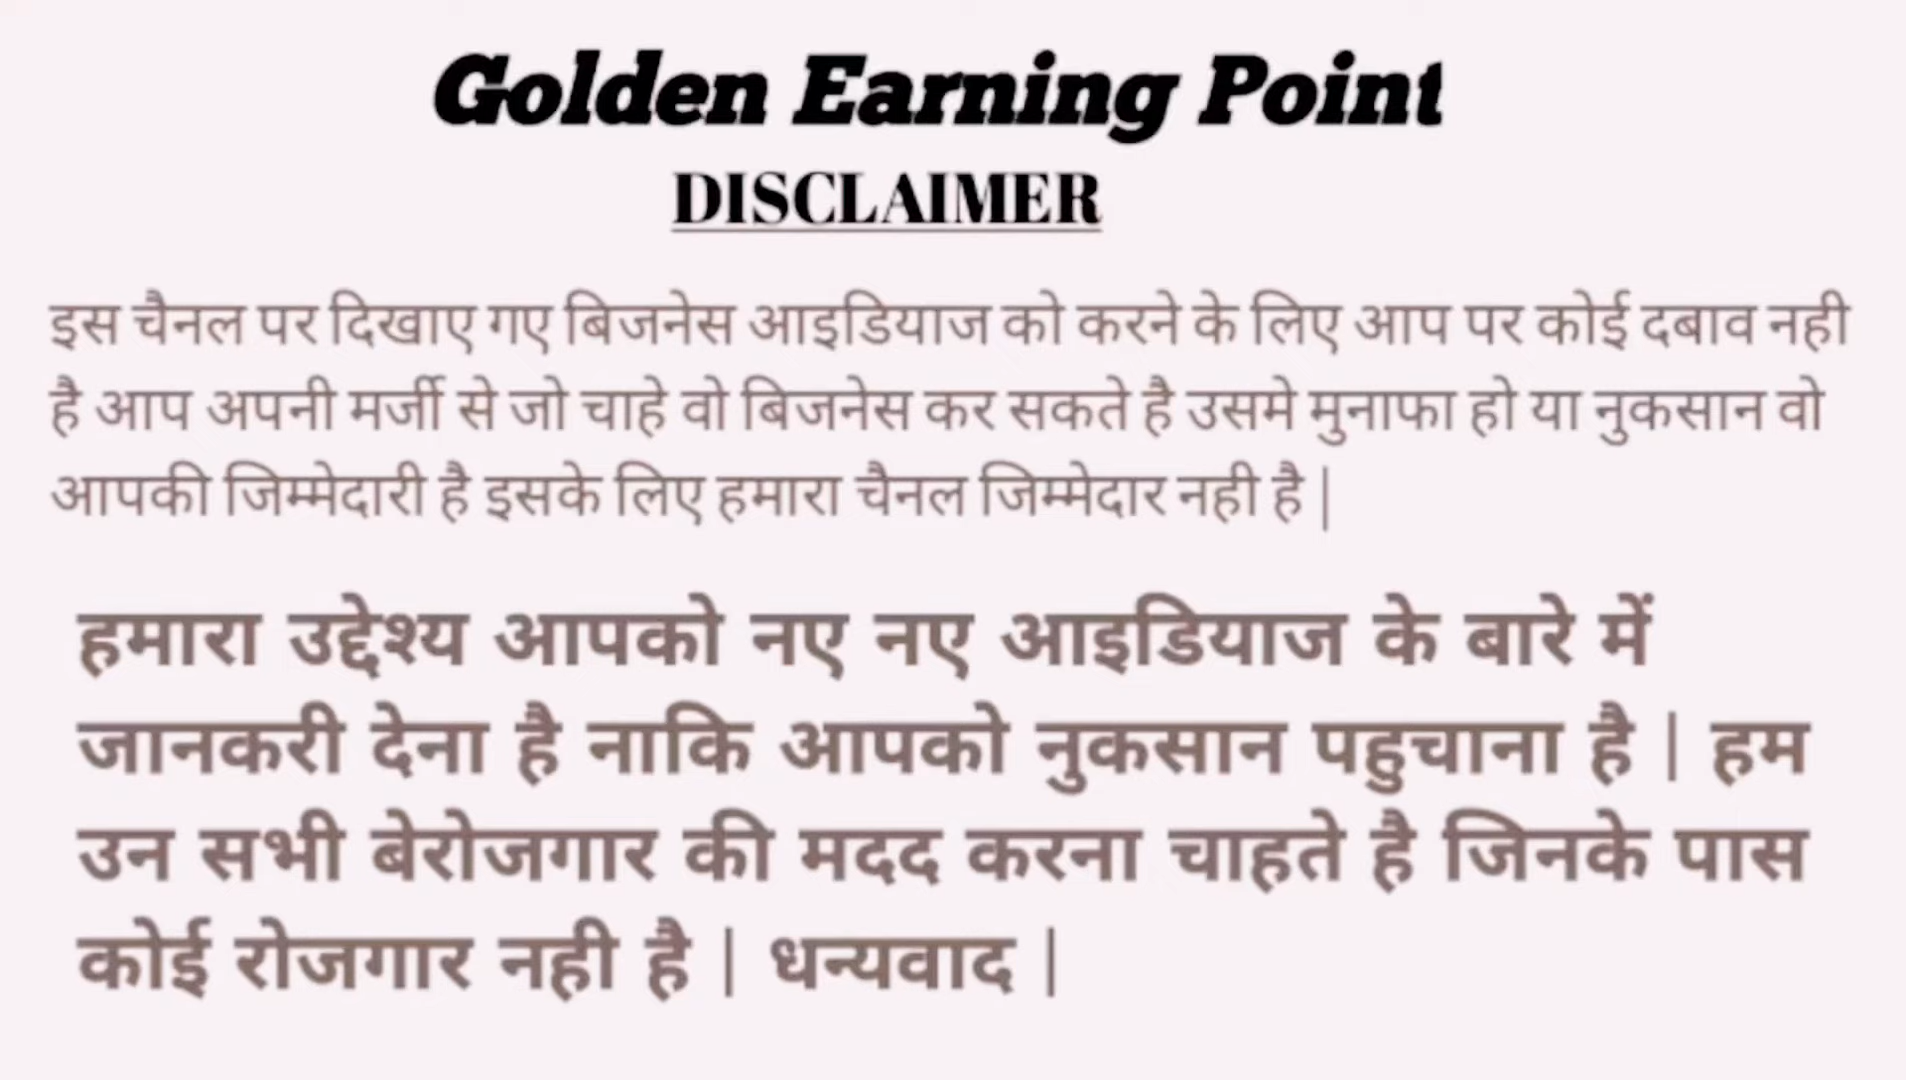 Golden Earning Point
DISCLAIMER
इस चैनल पर दिखाए गए बिजनेस आइडियाज को करने के लिए आप पर कोई दबाव नही
है आप अपनी मर्जी से जो चाहे वो बिजनेस कर सकते है उसमे मुनाफा हो या नुकसान वो
आपकी जिम्मेदारी है इसके लिए हमारा चैनल जिम्मेदार नही है |
हमारा उद्देश्य आपको नए नए आइडियाज के बारे में
जानकरी देना है नाकि आपको नुकसान पहुचाना है | हम
उन सभी बेरोजगार की मदद करना चाहते है जिनके पास
कोई रोजगार नही है | धन्यवाद |